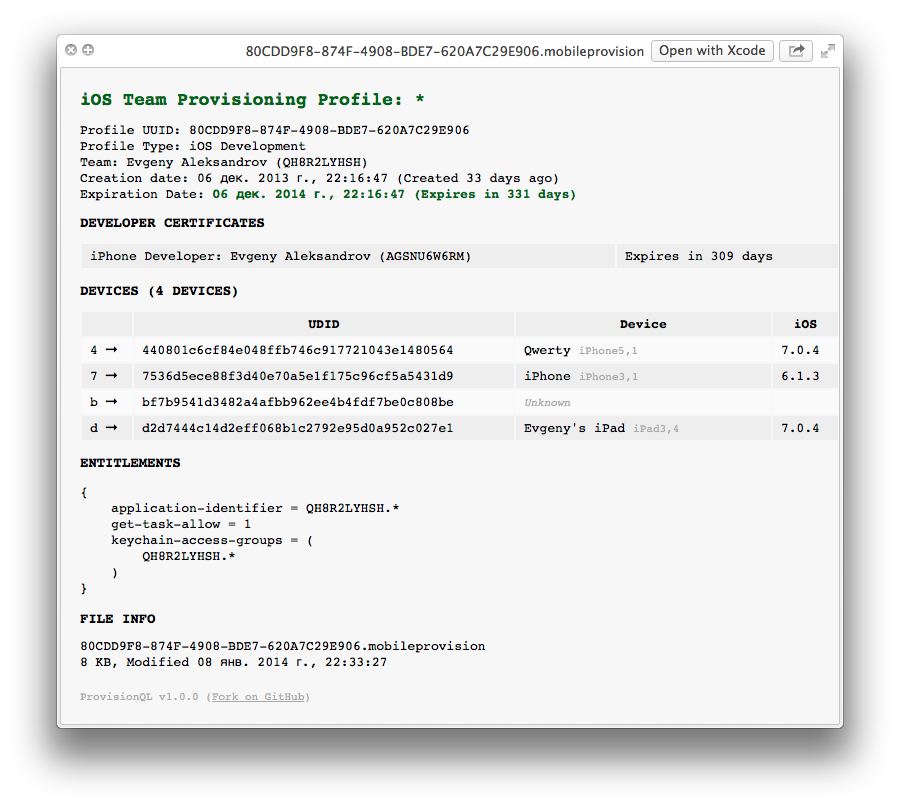 80CDD9F8-874F-4908-BDE7-620A7C29E906.mobileprovision Open with Xcode
iOS Team Provisioning Profile: *
Profile UUID: 80CDD9F8-874F-4908-BDE7-620A7C29E906
Profile Type: iOS Development
Team: Evgeny Aleksandrov (QH8R2LYHSH)
Creation date: 06 дек. 2013 г., 22:16:47 (Created 33 days ago)
Expiration Date: 06 дек. 2014 г., 22:16:47 (Expires in 331 days)
DEVELOPER CERTIFICATES
iPhone Developer: Evgeny Aleksandrov (AGSNU6W6RM) Expires in 309 days
DEVICES (4 DEVICES)
UDID Device iOS
4 → 440801c6cf84e048ffb746c917721043e1480564 Qwerty iPhone5,1 7.0.4
7 → 7536d5ece88f3d40e70a5e1f175c96cf5a5431d9 iPhone iPhone3,1 6.1.3
b → bf7b9541d3482a4afbb962ee4b4fdf7be0c808be Unknown
d → d2d7444c14d2eff068b1c2792e95d0a952c027e1 Evgeny's iPad iPad3,4 7.0.4
ENTITLEMENTS
{
application-identifier = QH8R2LYHSH.*
get-task-allow = 1
keychain-access-groups = (
QH8R2LYHSH.*
)
}
FILE INFO
80CDD9F8-874F-4908-BDE7-620A7C29E906.mobileprovision
8 KB, Modified 08 янв. 2014 г., 22:33:27
ProvisionQL v1.0.0 (Fork on GitHub)